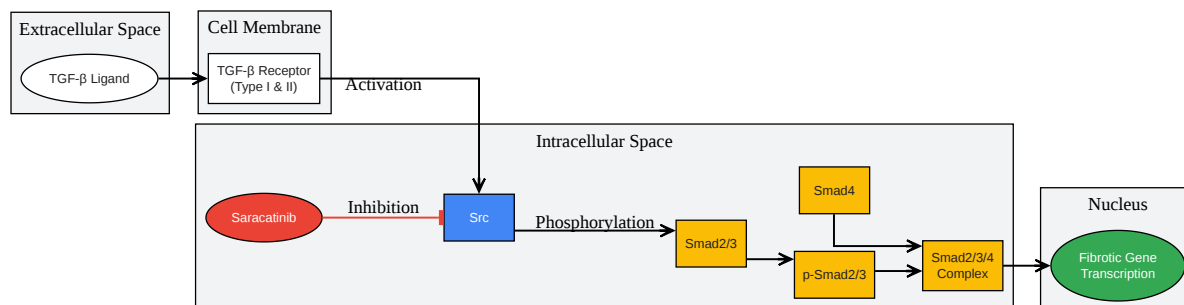 Extracellular Space
Cell Membrane
TGF-β Ligand
TGF-β Receptor
(Type I & II)
Activation
Intracellular Space
Saracatinib
Inhibition
Src
Phosphorylation
Smad2/3
Smad4
p-Smad2/3
Smad2/3/4
Complex
Nucleus
Fibrotic Gene
Transcription